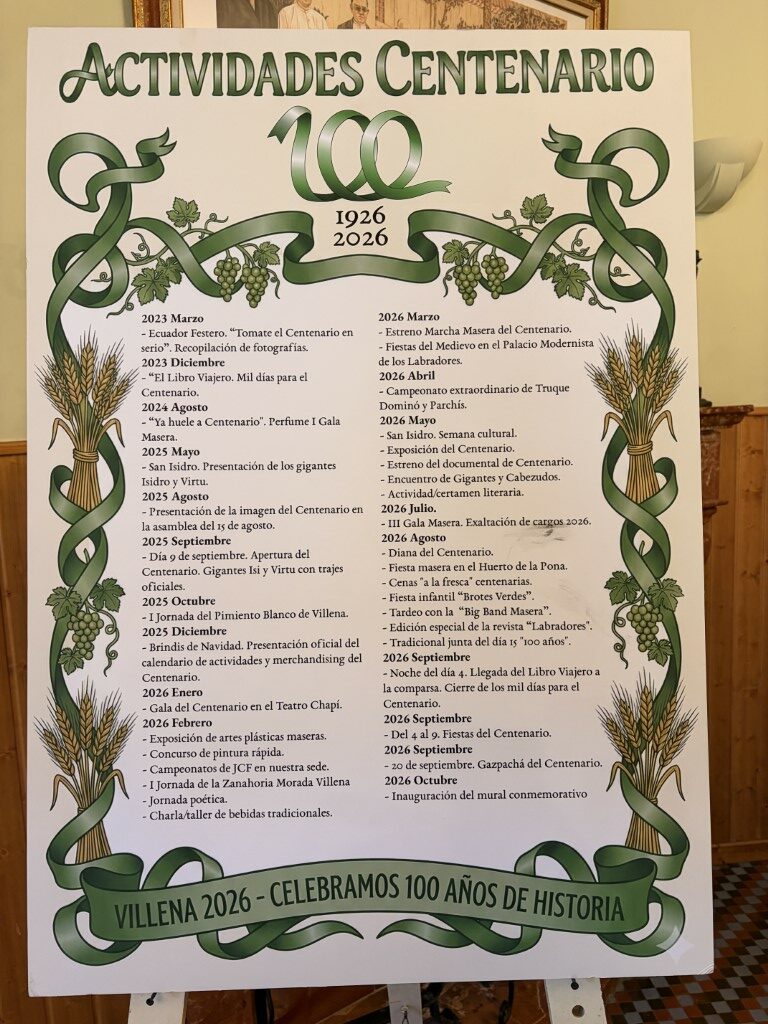 ACTIVIDADES CENTENARIO
100
1926
2026
2023 Marzo
- Ecuador Festero. “Tomate el Centenario en
serio”. Recopilación de fotografías.
2023 Diciembre
- “El Libro Viajero. Mil días para el
Centenario.
2024 Agosto
- “Ya huele a Centenario". Perfume I Gala
Masera.
2025 Mayo
- San Isidro. Presentación de los gigantes
Isidro y Virtu.
2025 Agosto
- Presentación de la imagen del Centenario en
la asamblea del 15 de agosto.
2025 Septiembre
- Día 9 de septiembre. Apertura del
Centenario. Gigantes Isi y Virtu con trajes
oficiales.
2025 Octubre
- I Jornada del Pimiento Blanco de Villena.
2025 Diciembre
- Brindis de Navidad. Presentación oficial del
calendario de actividades y merchandising del
Centenario.
2026 Enero
- Gala del Centenario en el Teatro Chapí.
2026 Febrero
- Exposición de artes plásticas maseras.
- Concurso de pintura rápida.
- Campeonatos de JCF en nuestra sede.
- I Jornada de la Zanahoria Morada Villena
- Jornada poética.
- Charla/taller de bebidas tradicionales.
2026 Marzo
- Estreno Marcha Masera del Centenario.
- Fiestas del Medievo en el Palacio Modernista
de los Labradores.
2026 Abril
- Campeonato extraordinario de Truque
Dominó y Parchís.
2026 Mayo
- San Isidro. Semana cultural.
- Exposición del Centenario.
- Estreno del documental de Centenario.
- Encuentro de Gigantes y Cabezudos.
- Actividad/certamen literaria.
2026 Julio.
- III Gala Masera. Exaltación de cargos 2026.
2026 Agosto
- Diana del Centenario.
- Fiesta masera en el Huerto de la Pona.
- Cenas "a la fresca" centenarias.
- Fiesta infantil “Brotes Verdes”.
- Tardeo con la “Big Band Masera”.
- Edición especial de la revista “Labradores".
- Tradicional junta del día 15 "100 años".
2026 Septiembre
- Noche del día 4. Llegada del Libro Viajero a
la comparsa. Cierre de los mil días para el
Centenario.
2026 Septiembre
- Del 4 al 9. Fiestas del Centenario.
2026 Septiembre
- 20 de septiembre. Gazpachá del Centenario.
2026 Octubre
- Inauguración del mural conmemorativo
VILLENA 2026 - CELEBRAMOS 100 AÑOS DE HISTORIA